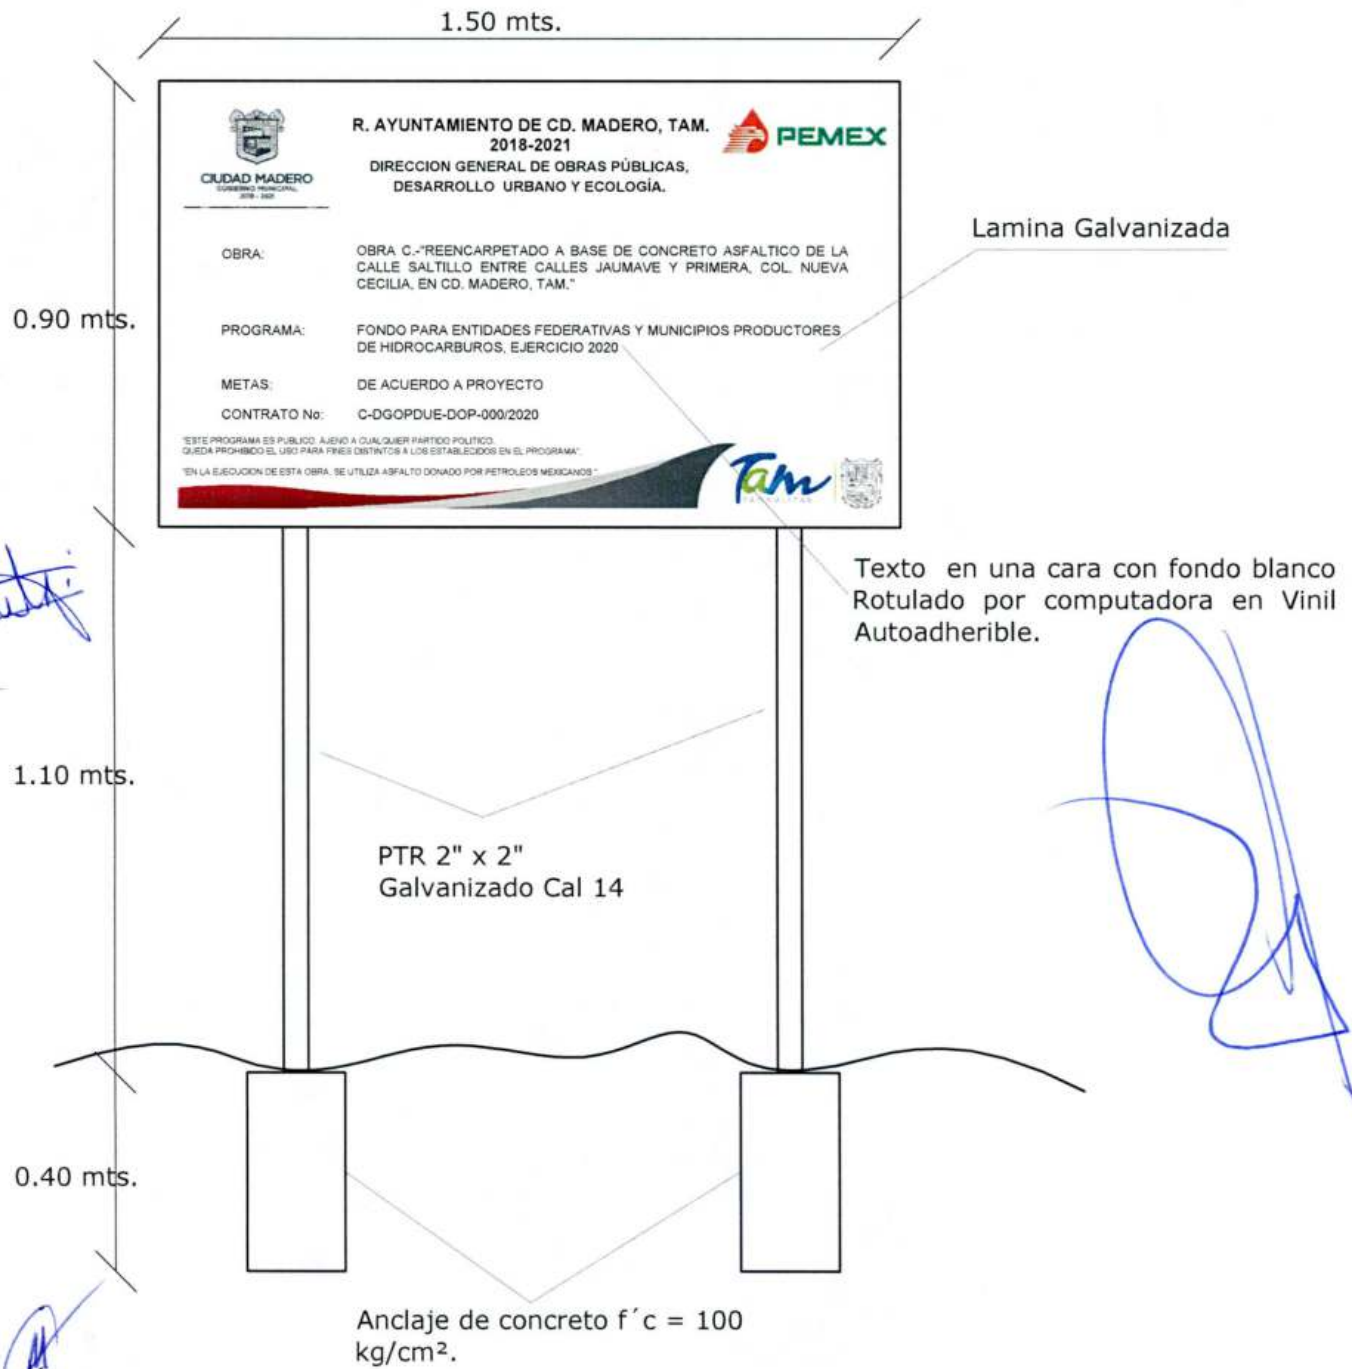 1.50 mts.
R. AYUNTAMIENTO DE CD. MADERO, TAM.
2018-2021
DIRECCION GENERAL DE OBRAS PÚBLICAS,
DESARROLLO URBANO Y ECOLOGÍA.
CIUDAD MADERO
GOBIERNO MUNICIPAL
2018 - 2021
PEMEX
Lamina Galvanizada
OBRA: OBRA C.-"REENCARPETADO A BASE DE CONCRETO ASFALTICO DE LA
CALLE SALTILLO ENTRE CALLES JAUMAVE Y PRIMERA, COL. NUEVA
CECILIA, EN CD. MADERO, TAM."
0.90 mts.
PROGRAMA: FONDO PARA ENTIDADES FEDERATIVAS Y MUNICIPIOS PRODUCTORES
DE HIDROCARBUROS, EJERCICIO 2020
METAS: DE ACUERDO A PROYECTO
CONTRATO No: C-DGOPDUE-DOP-000/2020
"ESTE PROGRAMA ES PUBLICO, AJENO A CUALQUIER PARTIDO POLITICO.
QUEDA PROHIBIDO EL USO PARA FINES DISTINTOS A LOS ESTABLECIDOS EN EL PROGRAMA".
"EN LA EJECUCION DE ESTA OBRA, SE UTILIZA ASFALTO DONADO POR PETROLEOS MEXICANOS "
Tam
TAMAULIPAS
Texto en una cara con fondo blanco
Rotulado por computadora en Vinil
Autoadherible.
1.10 mts.
PTR 2" x 2"
Galvanizado Cal 14
0.40 mts.
Anclaje de concreto f´c = 100
kg/cm².